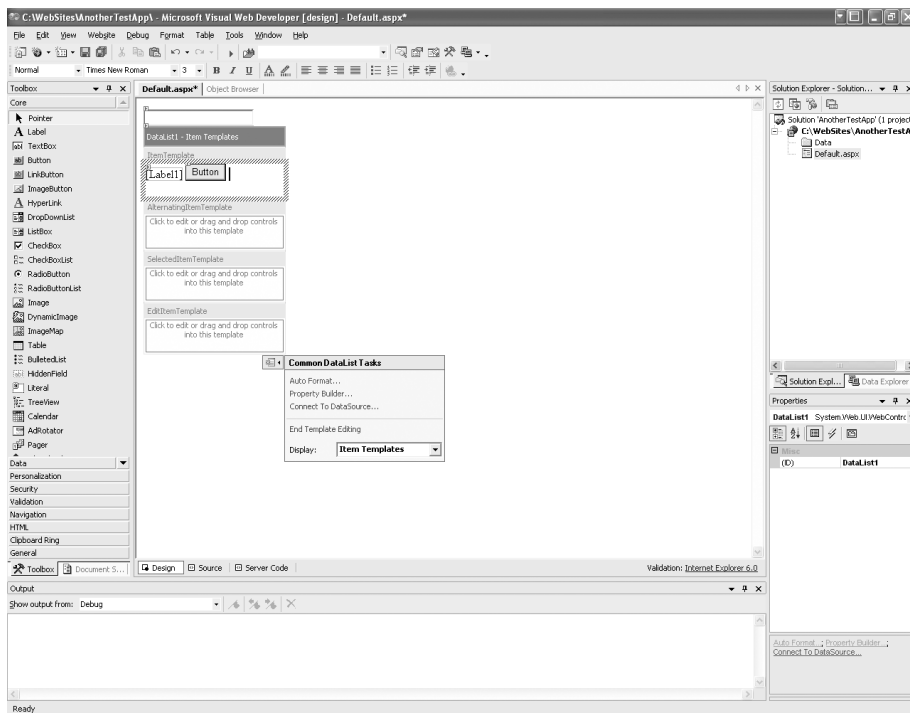 C:\WebSites\AnotherTestApp\ - Microsoft Visual Web Developer [design] - Default.aspx*
File Edit View Website Debug Format Table Tools Window Help
Normal Times New Roman 3 B I U A
Toolbox
Core
Pointer
Label
TextBox
Button
LinkButton
ImageButton
HyperLink
DropDownList
ListBox
CheckBox
CheckBoxList
RadioButton
RadioButtonList
Image
DynamicImage
ImageMap
Table
BulletedList
HiddenField
Literal
TreeView
Calendar
AdRotator
Pager
Data
Personalization
Security
Validation
Navigation
HTML
Clipboard Ring
General
Toolbox Document S...
Default.aspx* Object Browser
DataList1 - Item Templates
ItemTemplate
[Label1] Button
AlternatingItemTemplate
Click to edit or drag and drop controls
into this template
SelectedItemTemplate
Click to edit or drag and drop controls
into this template
EditItemTemplate
Click to edit or drag and drop controls
into this template
Common DataList Tasks
Auto Format...
Property Builder...
Connect To DataSource...
End Template Editing
Display: Item Templates
Design Source Server Code
Validation: Internet Explorer 6.0
Solution Explorer - Solution...
Solution 'AnotherTestApp' (1 project
C:\WebSites\AnotherTestA
Data
Default.aspx
Solution Expl... Data Explorer
Properties
DataList1 System.Web.UI.WebContrc
Misc
(ID) DataList1
Auto Format...; Property Builder...;
Connect To DataSource...
Output
Show output from: Debug
Ready